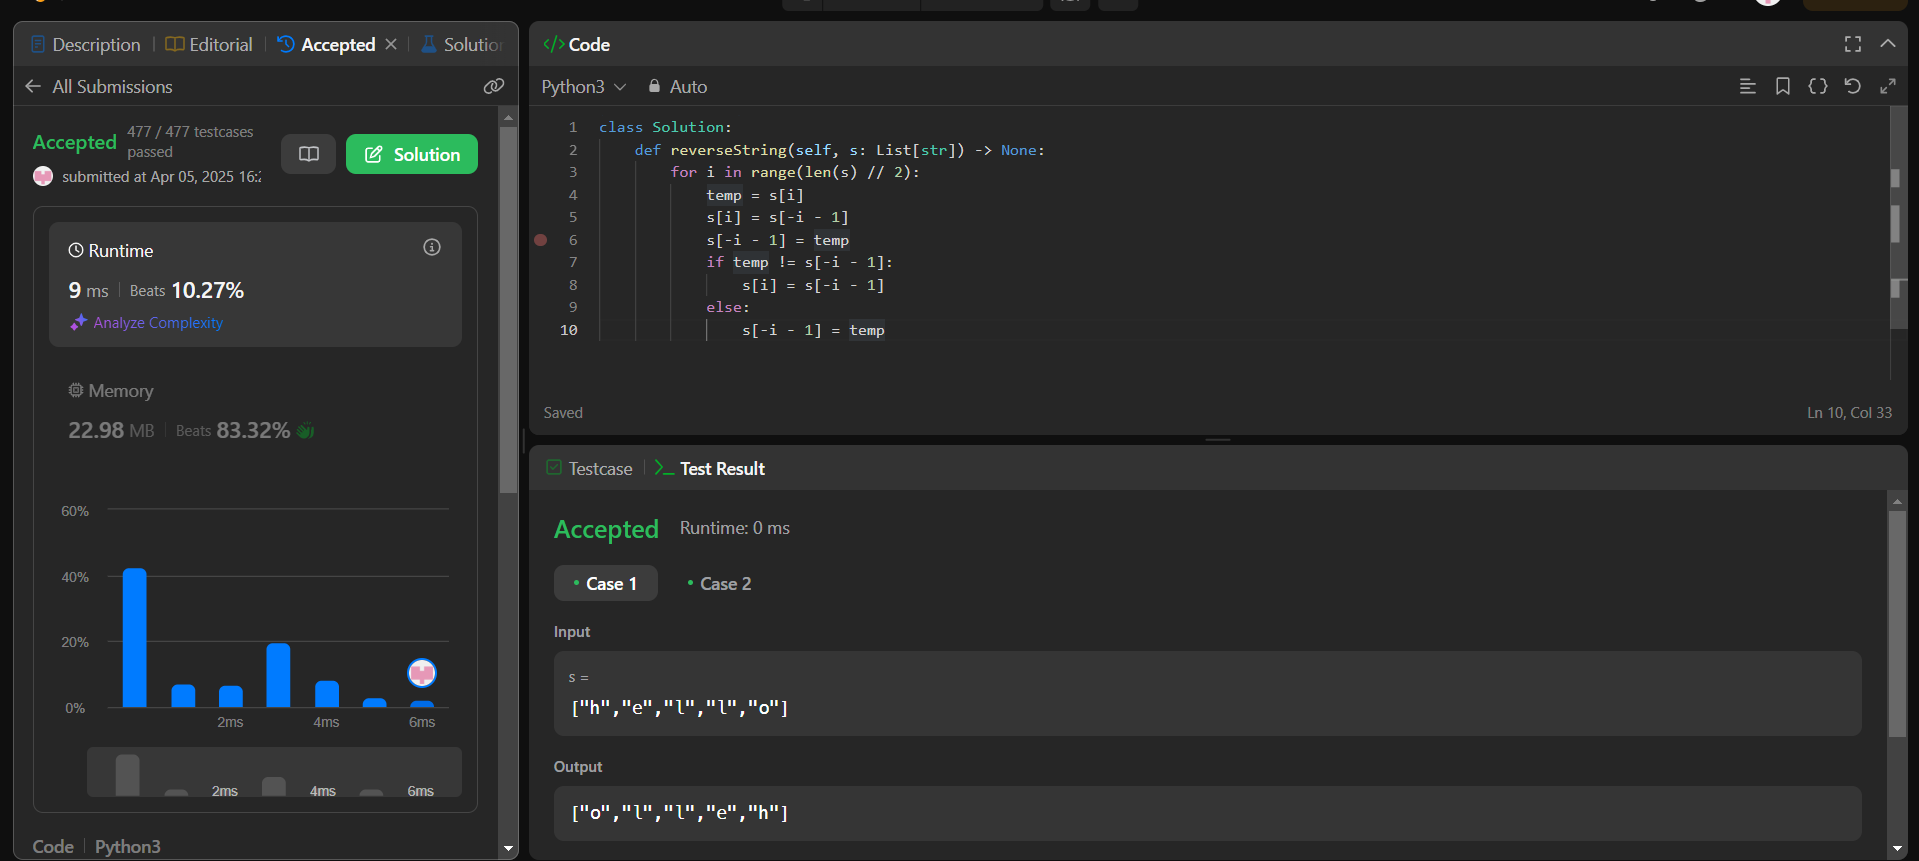 Description
Editorial
Accepted
Solution
All Submissions
Accepted
477 / 477 testcases
passed
submitted at Apr 05, 2025 16:2
Solution
Runtime
9 ms
Beats 10.27%
Analyze Complexity
Memory
22.98 MB
Beats 83.32%
60%
40%
20%
0%
2ms
4ms
6ms
2ms
4ms
6ms
Code
Python3
</> Code
Python3
Auto
1 class Solution:
2     def reverseString(self, s: List[str]) -> None:
3         for i in range(len(s) // 2):
4             temp = s[i]
5             s[i] = s[-i - 1]
6             s[-i - 1] = temp
7             if temp != s[-i - 1]:
8                 s[i] = s[-i - 1]
9             else:
10                 s[-i - 1] = temp
Saved
Ln 10, Col 33
Testcase
>_ Test Result
Accepted
Runtime: 0 ms
Case 1
Case 2
Input
s =
["h","e","l","l","o"]
Output
["o","l","l","e","h"]